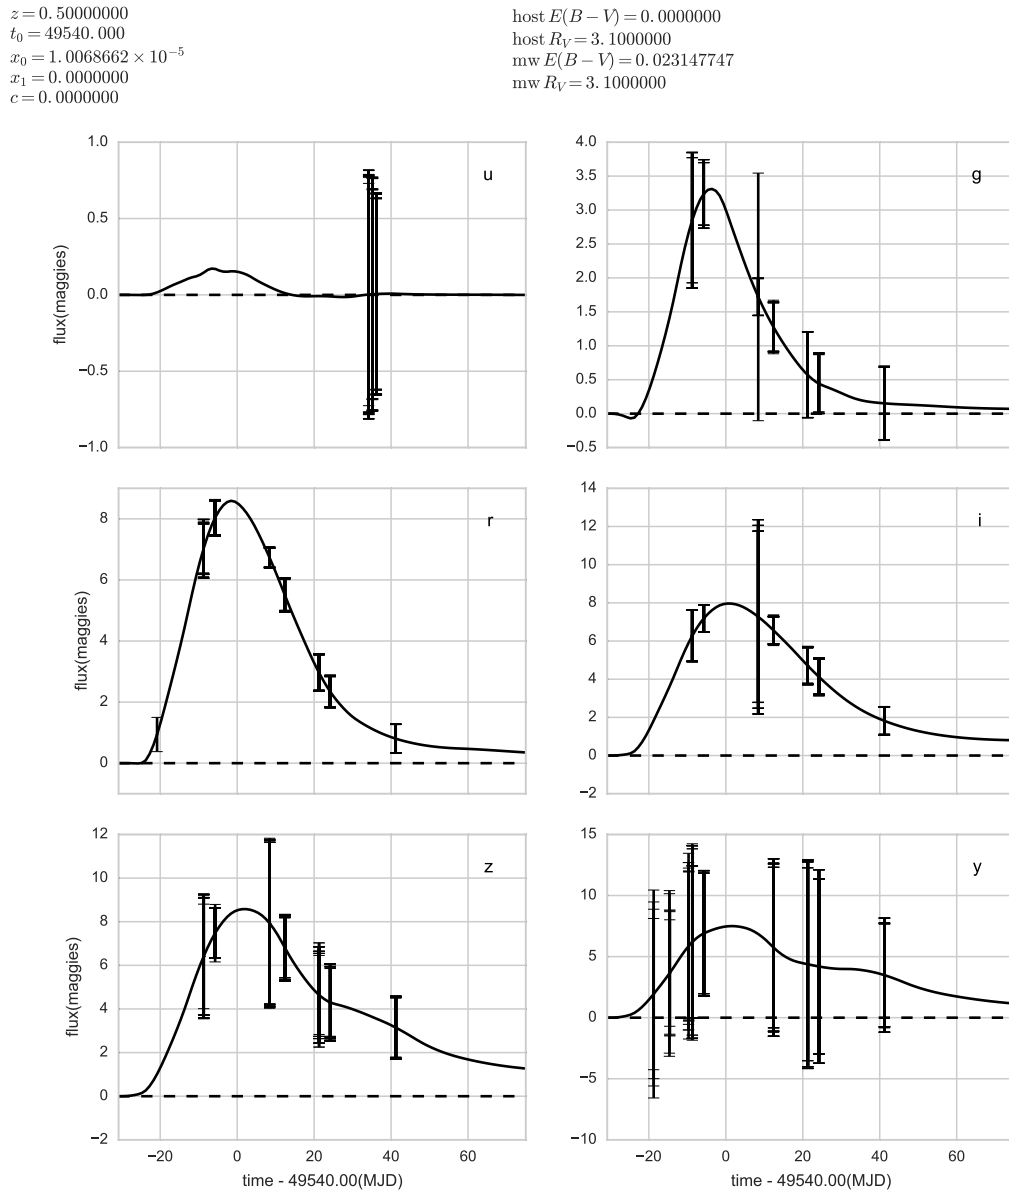 z = 0.50000000
t0 = 49540.000
x0 = 1.0068662 × 10^−5
x1 = 0.0000000
c = 0.0000000
host E(B − V) = 0.0000000
host RV = 3.1000000
mw E(B − V) = 0.023147747
mw RV = 3.1000000
1.0
0.5
0.0
−0.5
−1.0
flux(maggies)
u
4.0
3.5
3.0
2.5
2.0
1.5
1.0
0.5
0.0
−0.5
g
8
6
4
2
0
flux(maggies)
r
14
12
10
8
6
4
2
0
−2
i
12
10
8
6
4
2
0
−2
flux(maggies)
z
−20 0 20 40 60
time - 49540.00(MJD)
15
10
5
0
−5
−10
y
−20 0 20 40 60
time - 49540.00(MJD)